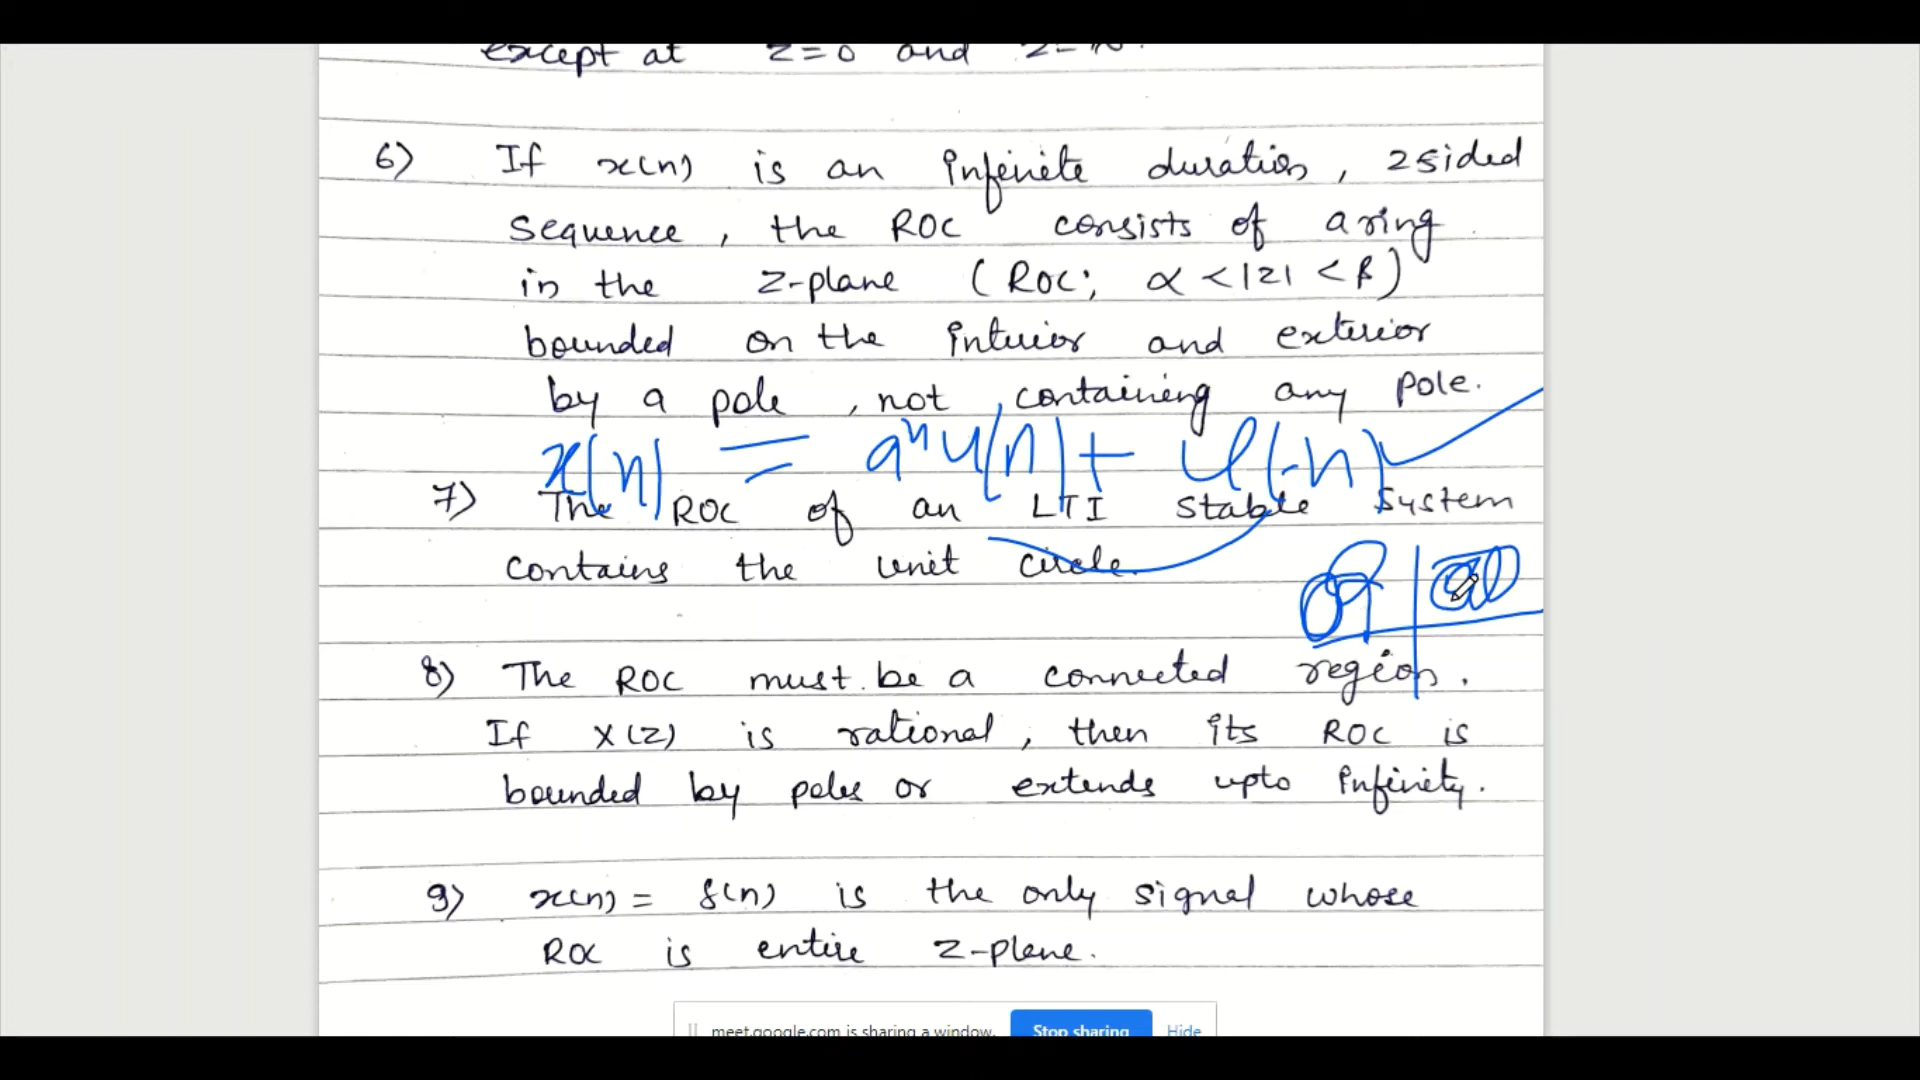 except at z=0 and
6) If x(n) is an infinite duration, 2 sided
sequence, the ROC consists of a ring
in the z-plane (ROC; α <|z| < β)
bounded on the interior and exterior
by a pole, not containing any pole.
x(n) = aⁿu(n) + u(-n)
7) The ROC of an LTI stable system
contains the unit circle.
8) The ROC must be a connected region.
If X(z) is rational, then its ROC is
bounded by poles or extends upto infinity.
9) x(n) = δ(n) is the only signal whose
ROC is entire z-plane.
meet.google.com is sharing a window. Stop sharing Hide